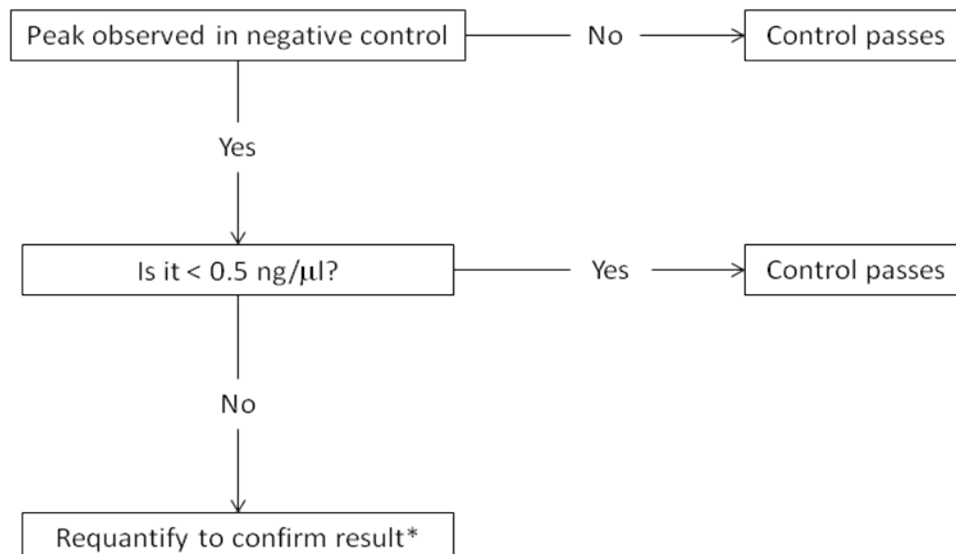 Peak observed in negative control
No
Control passes
Yes
Is it < 0.5 ng/μl?
Yes
Control passes
No
Requantify to confirm result*